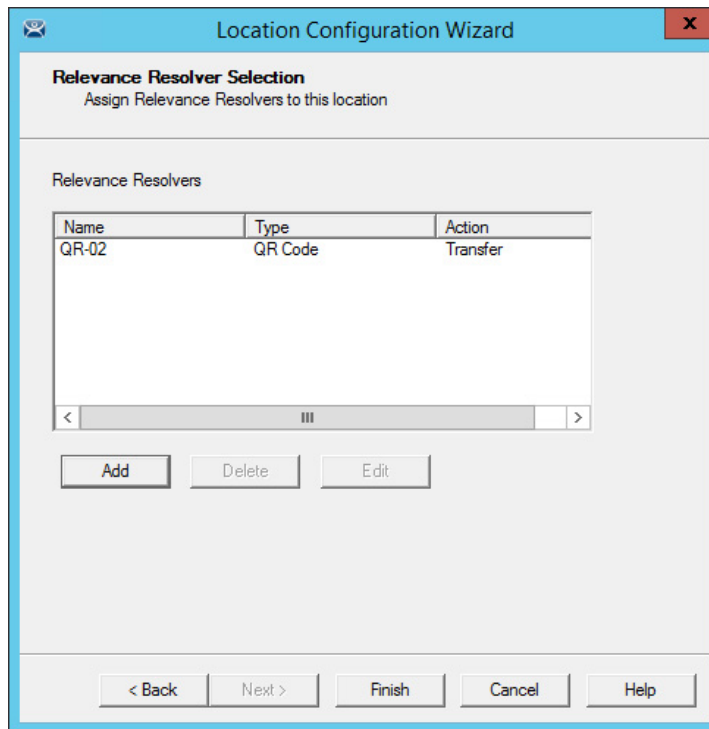 Location Configuration Wizard
x
Relevance Resolver Selection
Assign Relevance Resolvers to this location
Relevance Resolvers
Name Type Action
QR-02 QR Code Transfer
Add Delete Edit
< Back Next > Finish Cancel Help